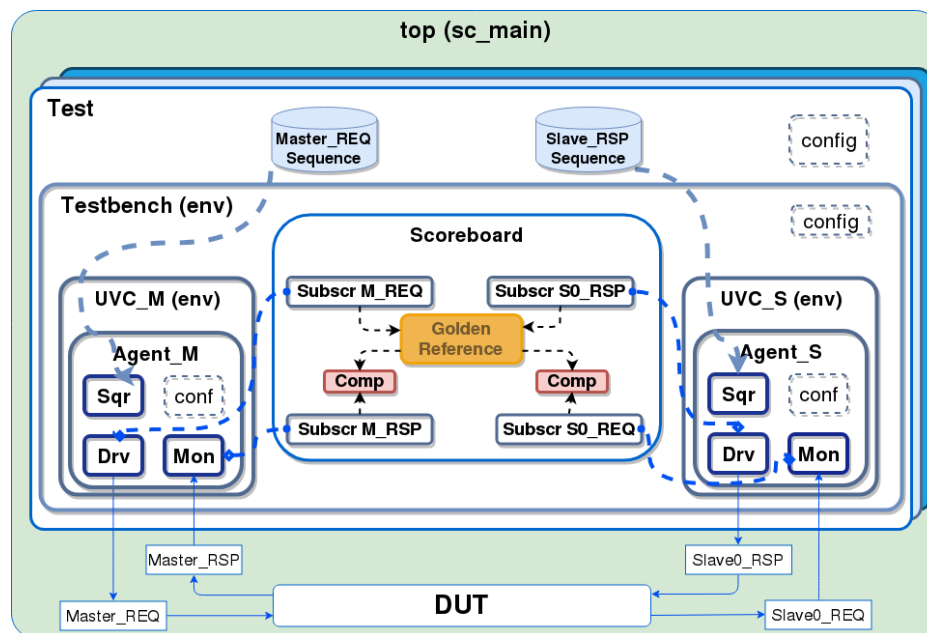 top (sc_main)
Test
Master_REQ
Sequence
Slave_RSP
Sequence
config
Testbench (env)
config
Scoreboard
UVC_M (env)
Subscr M_REQ
Subscr S0_RSP
UVC_S (env)
Golden
Reference
Agent_M
Agent_S
Comp
Comp
Sqr
conf
Sqr
conf
Subscr M_RSP
Subscr S0_REQ
Drv
Mon
Drv
Mon
Master_RSP
Slave0_RSP
DUT
Master_REQ
Slave0_REQ